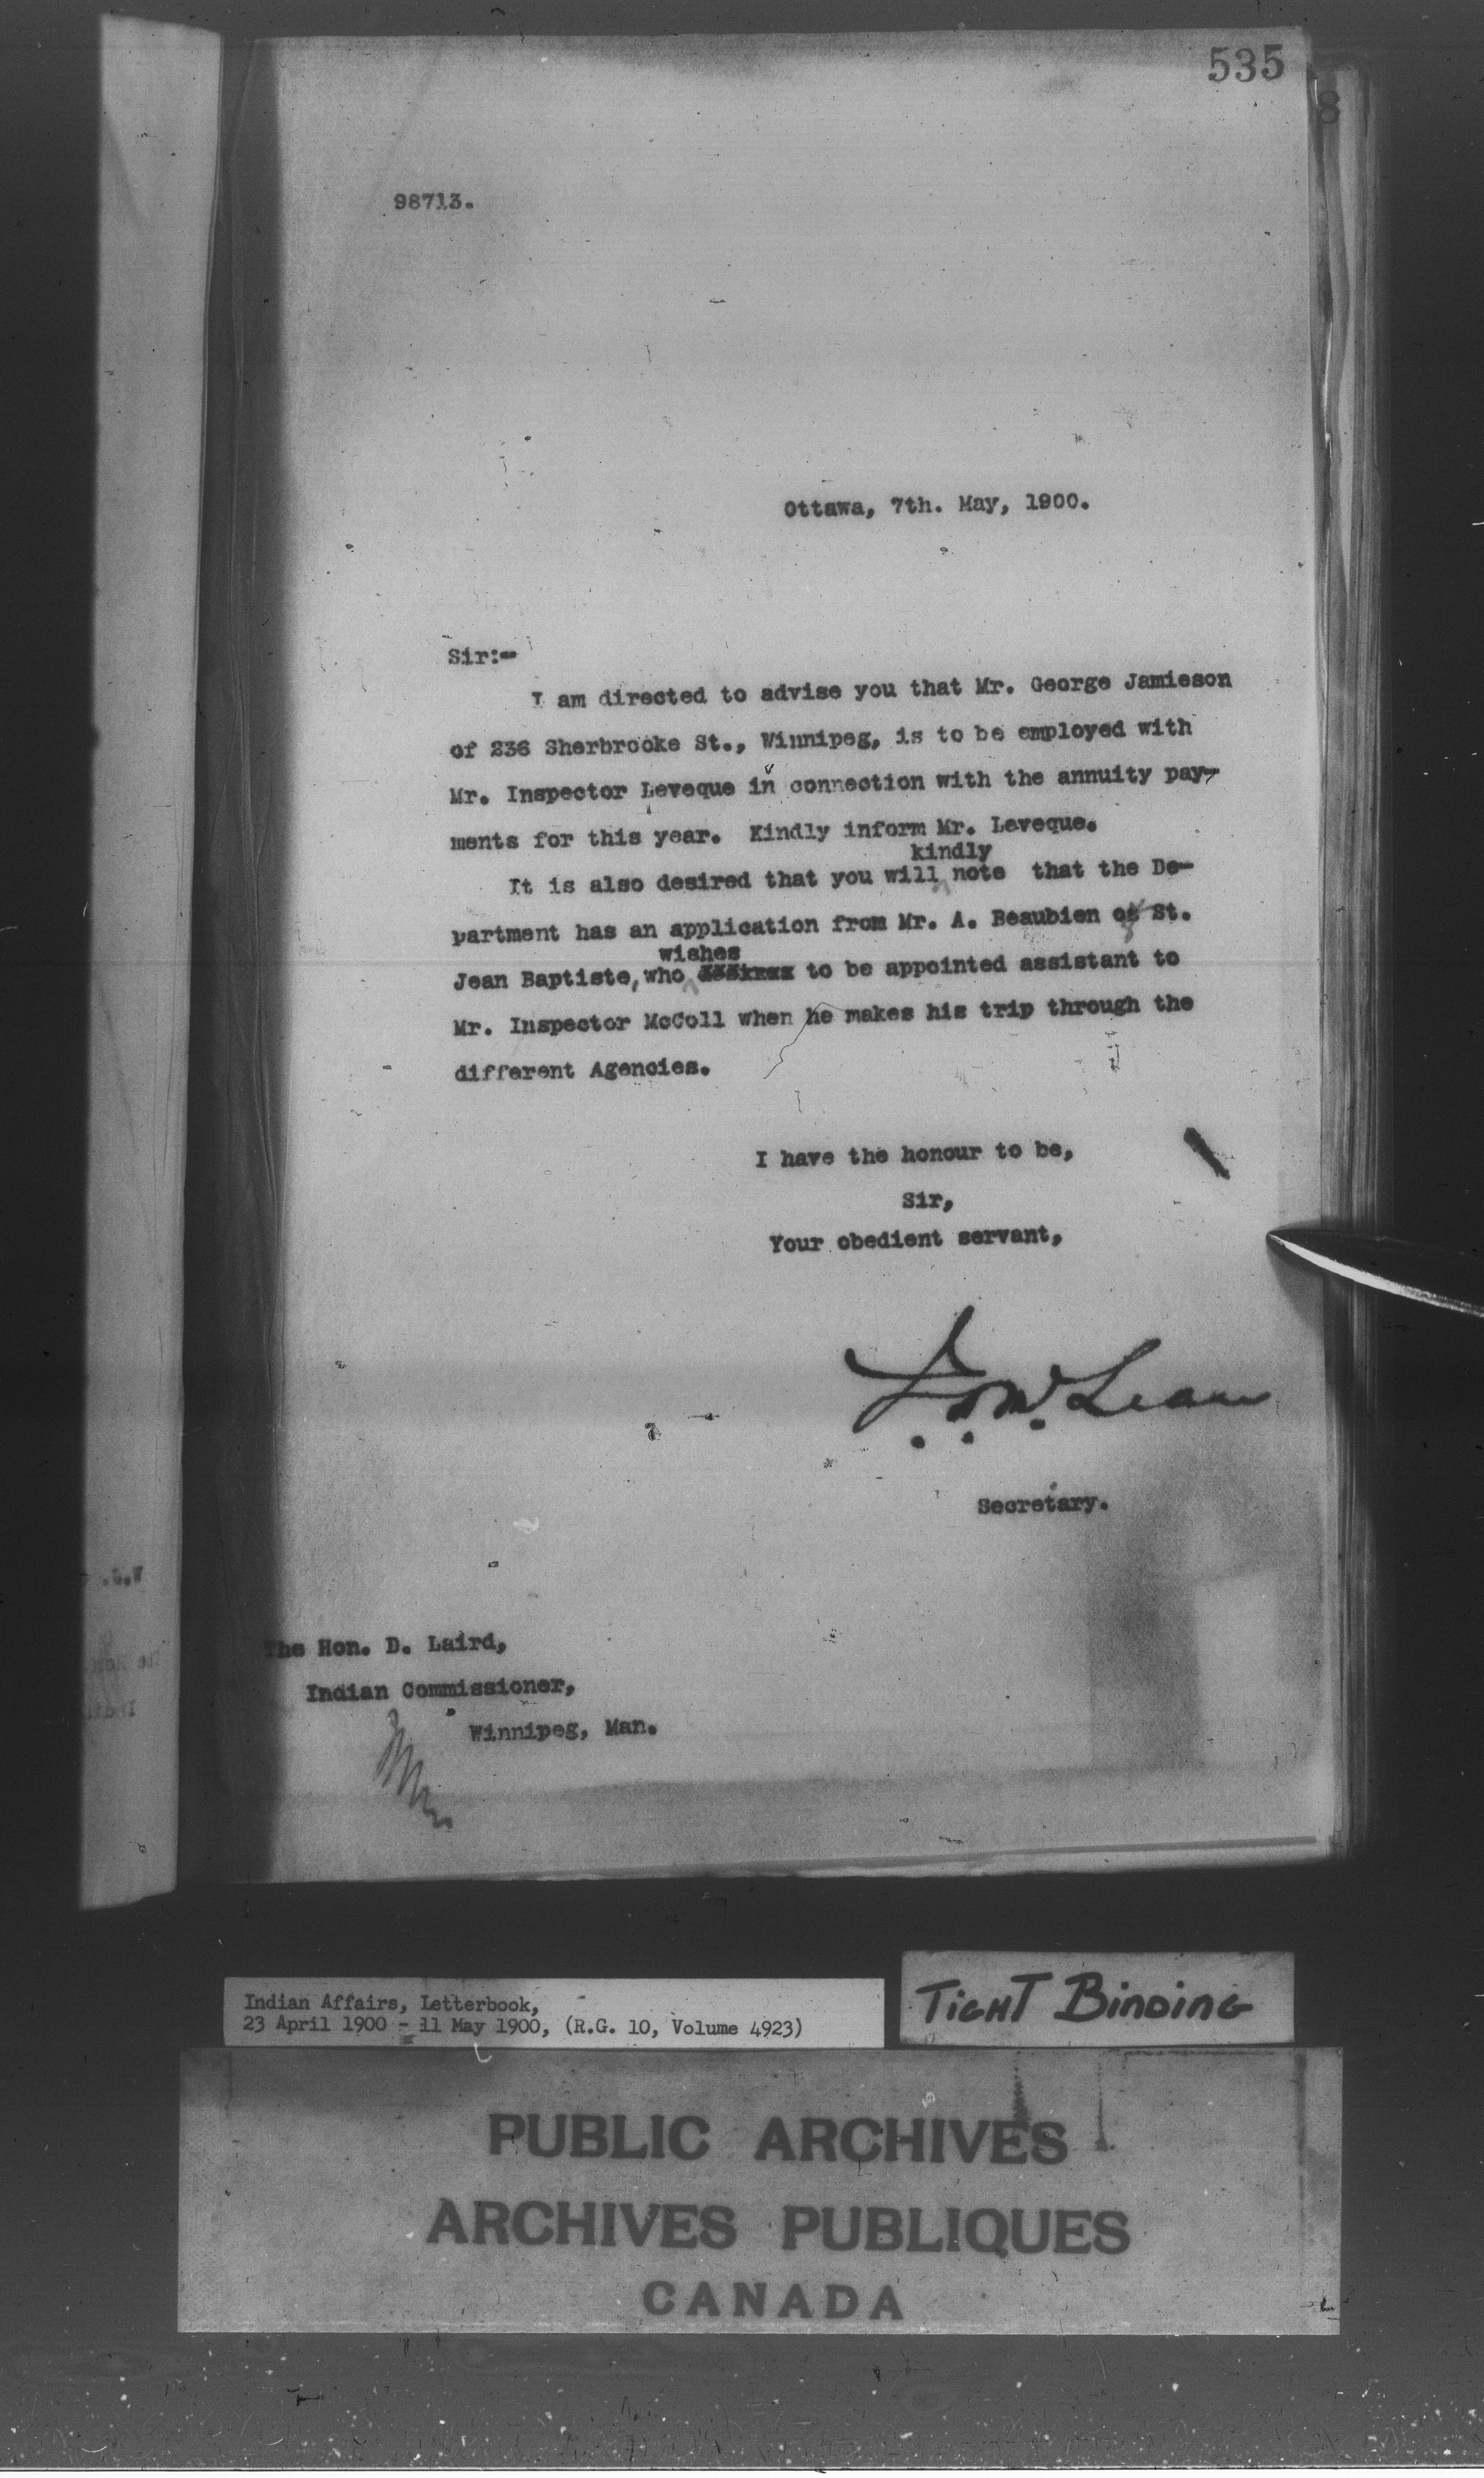 535
8
98713.
Ottawa, 7th. May, 1900.
Sir:-
I am directed to advise you that Mr. George Jamieson
of 236 Sherbrooke St., Winnipeg, is to be employed with
Mr. Inspector Leveque in connection with the annuity pay-
ments for this year. Kindly inform Mr. Leveque.
kindly
It is also desired that you will note that the De-
partment has an application from Mr. A. Beaubien of St.
wishes
Jean Baptiste, who to be appointed assistant to
Mr. Inspector McColl when he makes his trip through the
different Agencies.
I have the honour to be,
Sir,
Your obedient servant,
Secretary.
The Hon. D. Laird,
Indian Commissioner,
Winnipeg, Man.
Indian Affairs, Letterbook,
23 April 1900 - 11 May 1900, (R.G. 10, Volume 4923)
TIGHT BINDING
PUBLIC ARCHIVES
ARCHIVES PUBLIQUES
CANADA